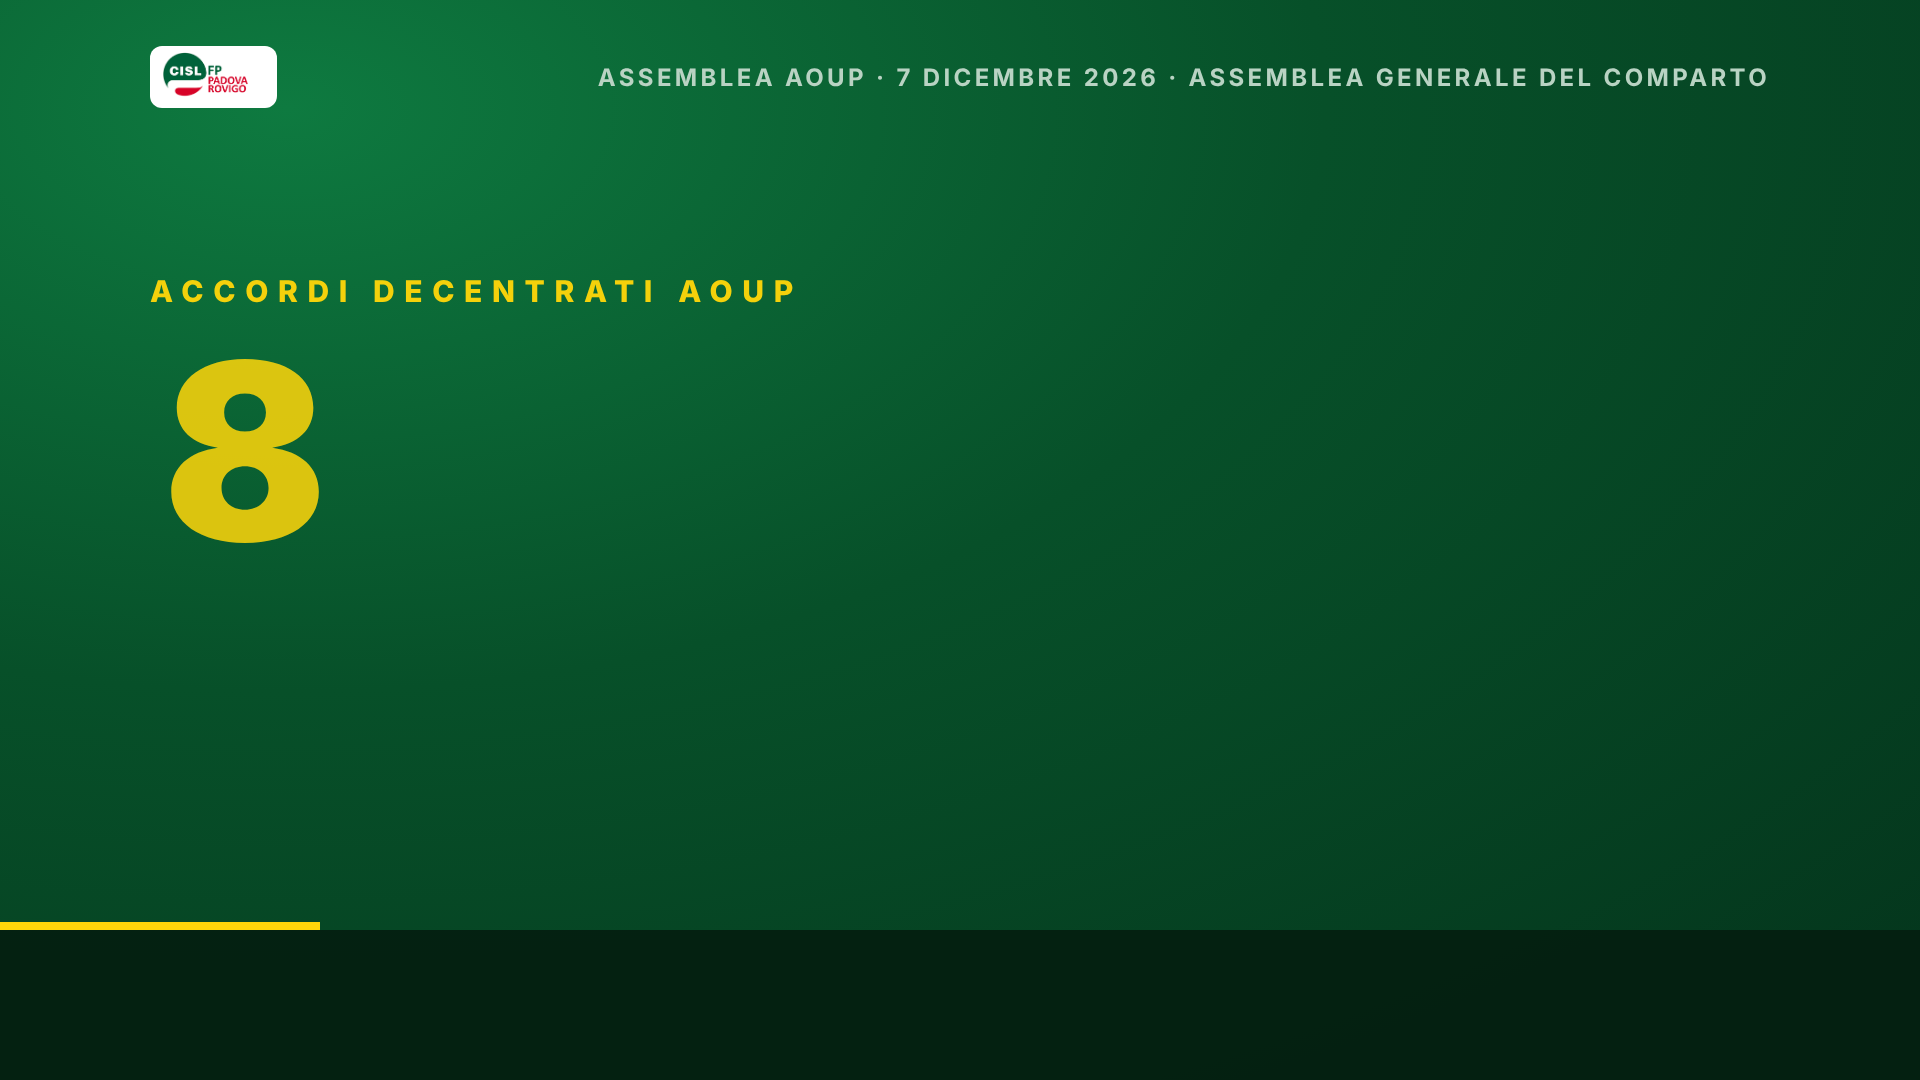 CISL FP
PADOVA
ROVIGO
ASSEMBLEA AOUP · 7 DICEMBRE 2026 · ASSEMBLEA GENERALE DEL COMPARTO
ACCORDI DECENTRATI AOUP
8